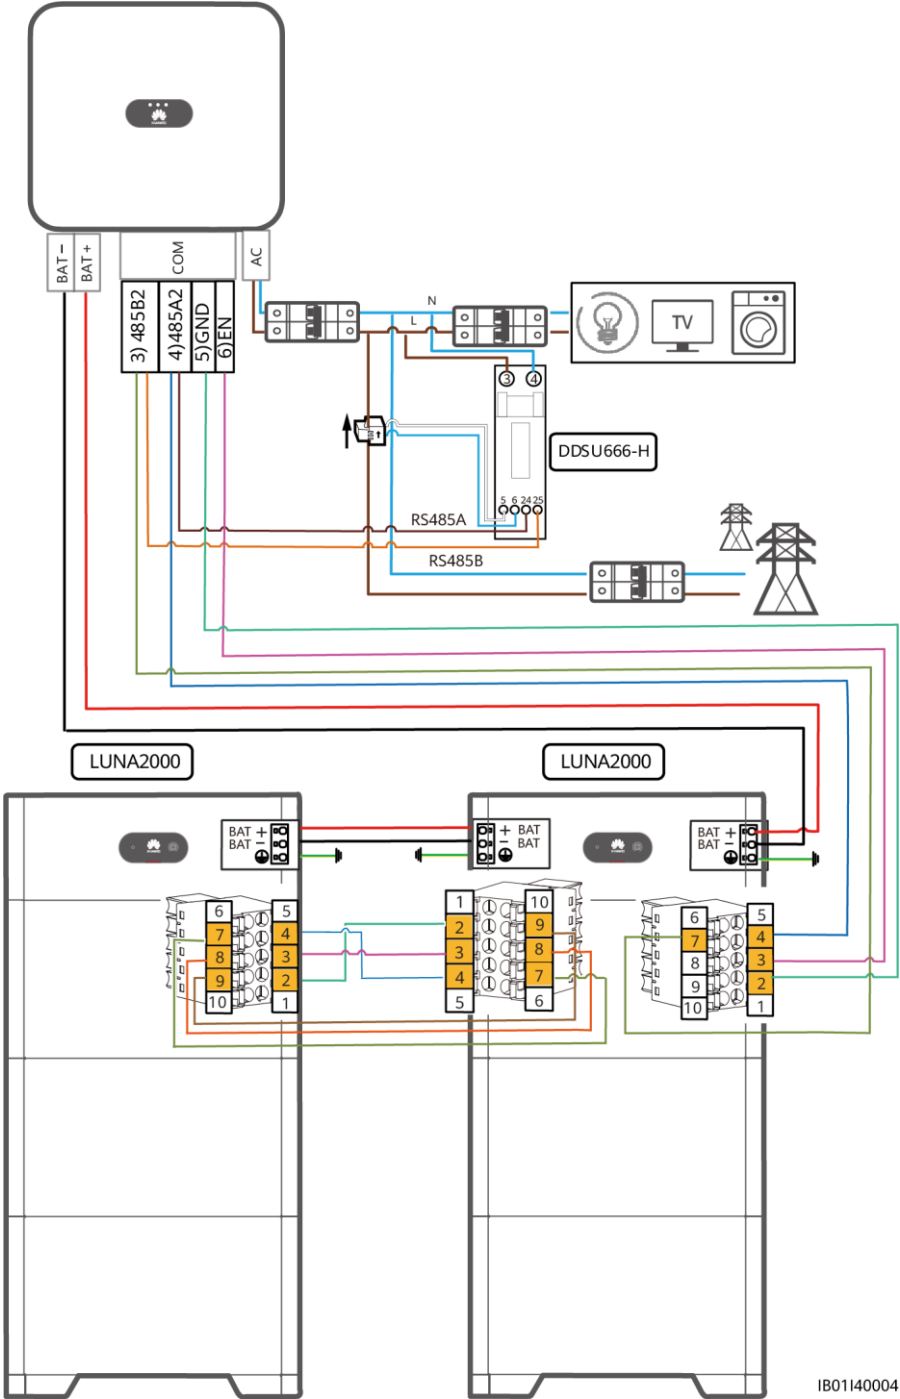 BAT −
BAT +
COM
AC
3) 485B2
4)485A2
5)GND
6)EN
N
L
TV
3
4
DDSU666-H
5 6 24 25
RS485A
RS485B
LUNA2000
LUNA2000
BAT +
BAT −
+ BAT
− BAT
BAT +
BAT −
6
7
8
9
10
5
4
3
2
1
1
2
3
4
5
10
9
8
7
6
6
7
8
9
10
5
4
3
2
1
IB01I40004